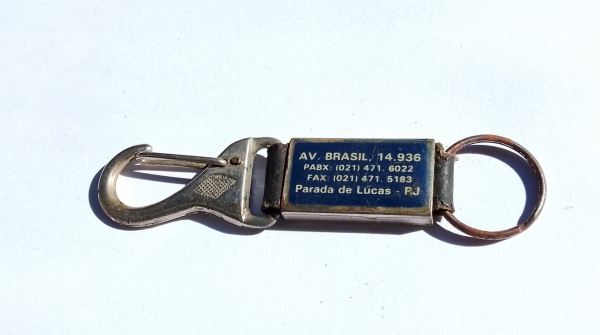 AV. BRASIL, 14.936
PABX: (021) 471. 6022
FAX: (021) 471. 5183
Parada de Lúcas - RJ